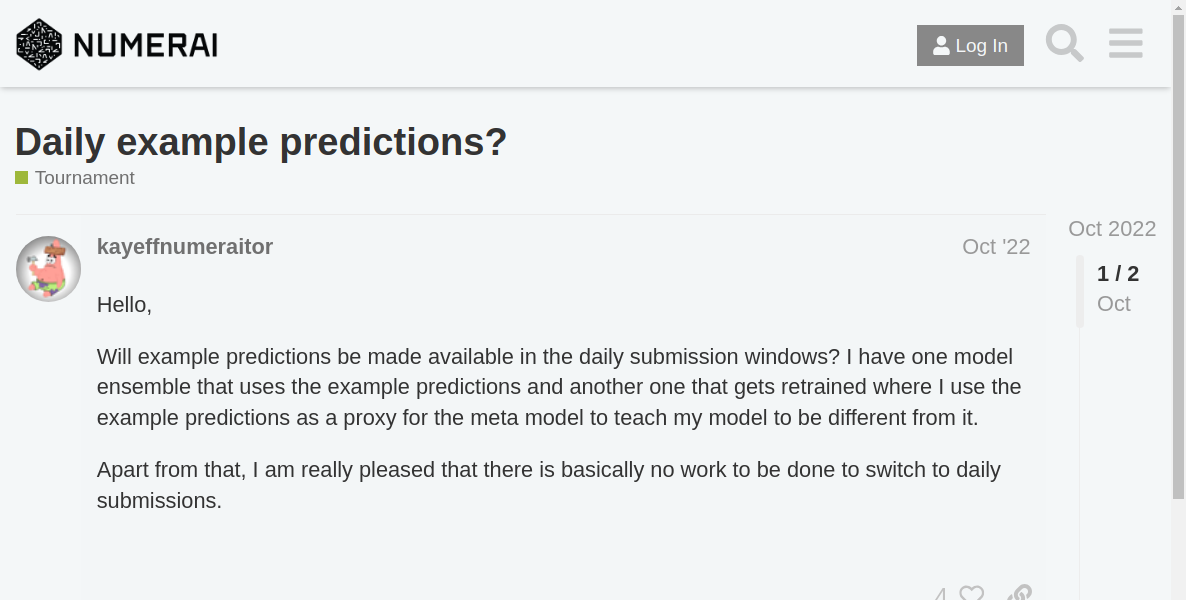 NUMERAI
Log In
Daily example predictions?
Tournament
kayeffnumeraitor
Oct '22
Oct 2022
1 / 2
Oct
Hello,
Will example predictions be made available in the daily submission windows? I have one model
ensemble that uses the example predictions and another one that gets retrained where I use the
example predictions as a proxy for the meta model to teach my model to be different from it.
Apart from that, I am really pleased that there is basically no work to be done to switch to daily
submissions.
4